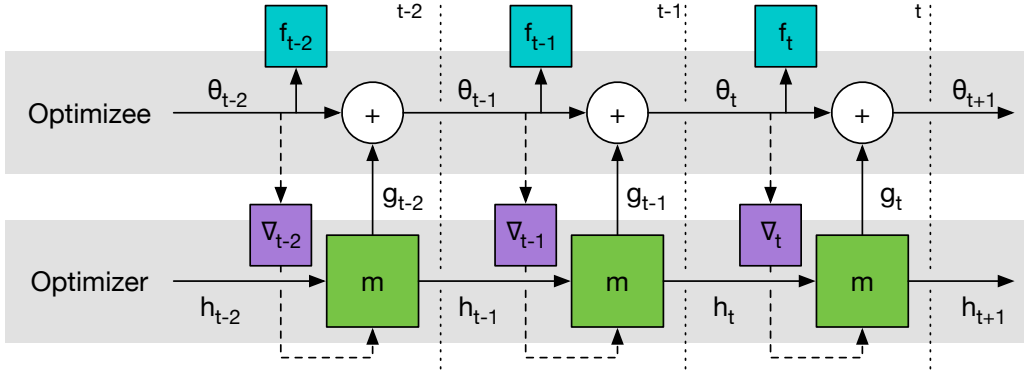 t-2 t-1 t
f_{t-2} f_{t-1} f_t
θ_{t-2} θ_{t-1} θ_t θ_{t+1}
Optimizee + + +
g_{t-2} g_{t-1} g_t
∇_{t-2} ∇_{t-1} ∇_t
Optimizer m m m
h_{t-2} h_{t-1} h_t h_{t+1}